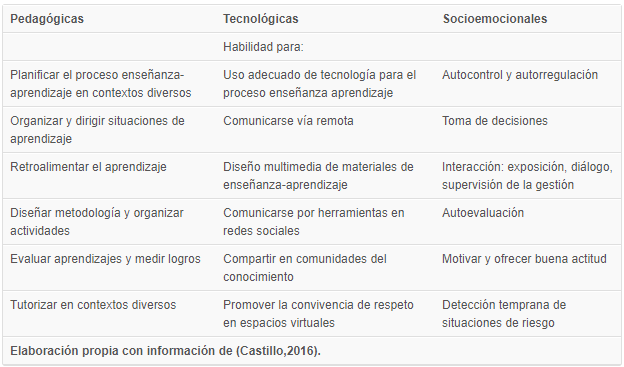 Pedagógicas Tecnológicas Socioemocionales
Habilidad para:
Planificar el proceso enseñanza-
aprendizaje en contextos diversos
Uso adecuado de tecnología para el
proceso enseñanza aprendizaje
Autocontrol y autorregulación
Organizar y dirigir situaciones de
aprendizaje
Comunicarse vía remota
Toma de decisiones
Retroalimentar el aprendizaje
Diseño multimedia de materiales de
enseñanza-aprendizaje
Interacción: exposición, diálogo,
supervisión de la gestión
Diseñar metodología y organizar
actividades
Comunicarse por herramientas en
redes sociales
Autoevaluación
Evaluar aprendizajes y medir logros
Compartir en comunidades del
conocimiento
Motivar y ofrecer buena actitud
Tutorizar en contextos diversos
Promover la convivencia de respeto
en espacios virtuales
Detección temprana de
situaciones de riesgo
Elaboración propia con información de (Castillo,2016).